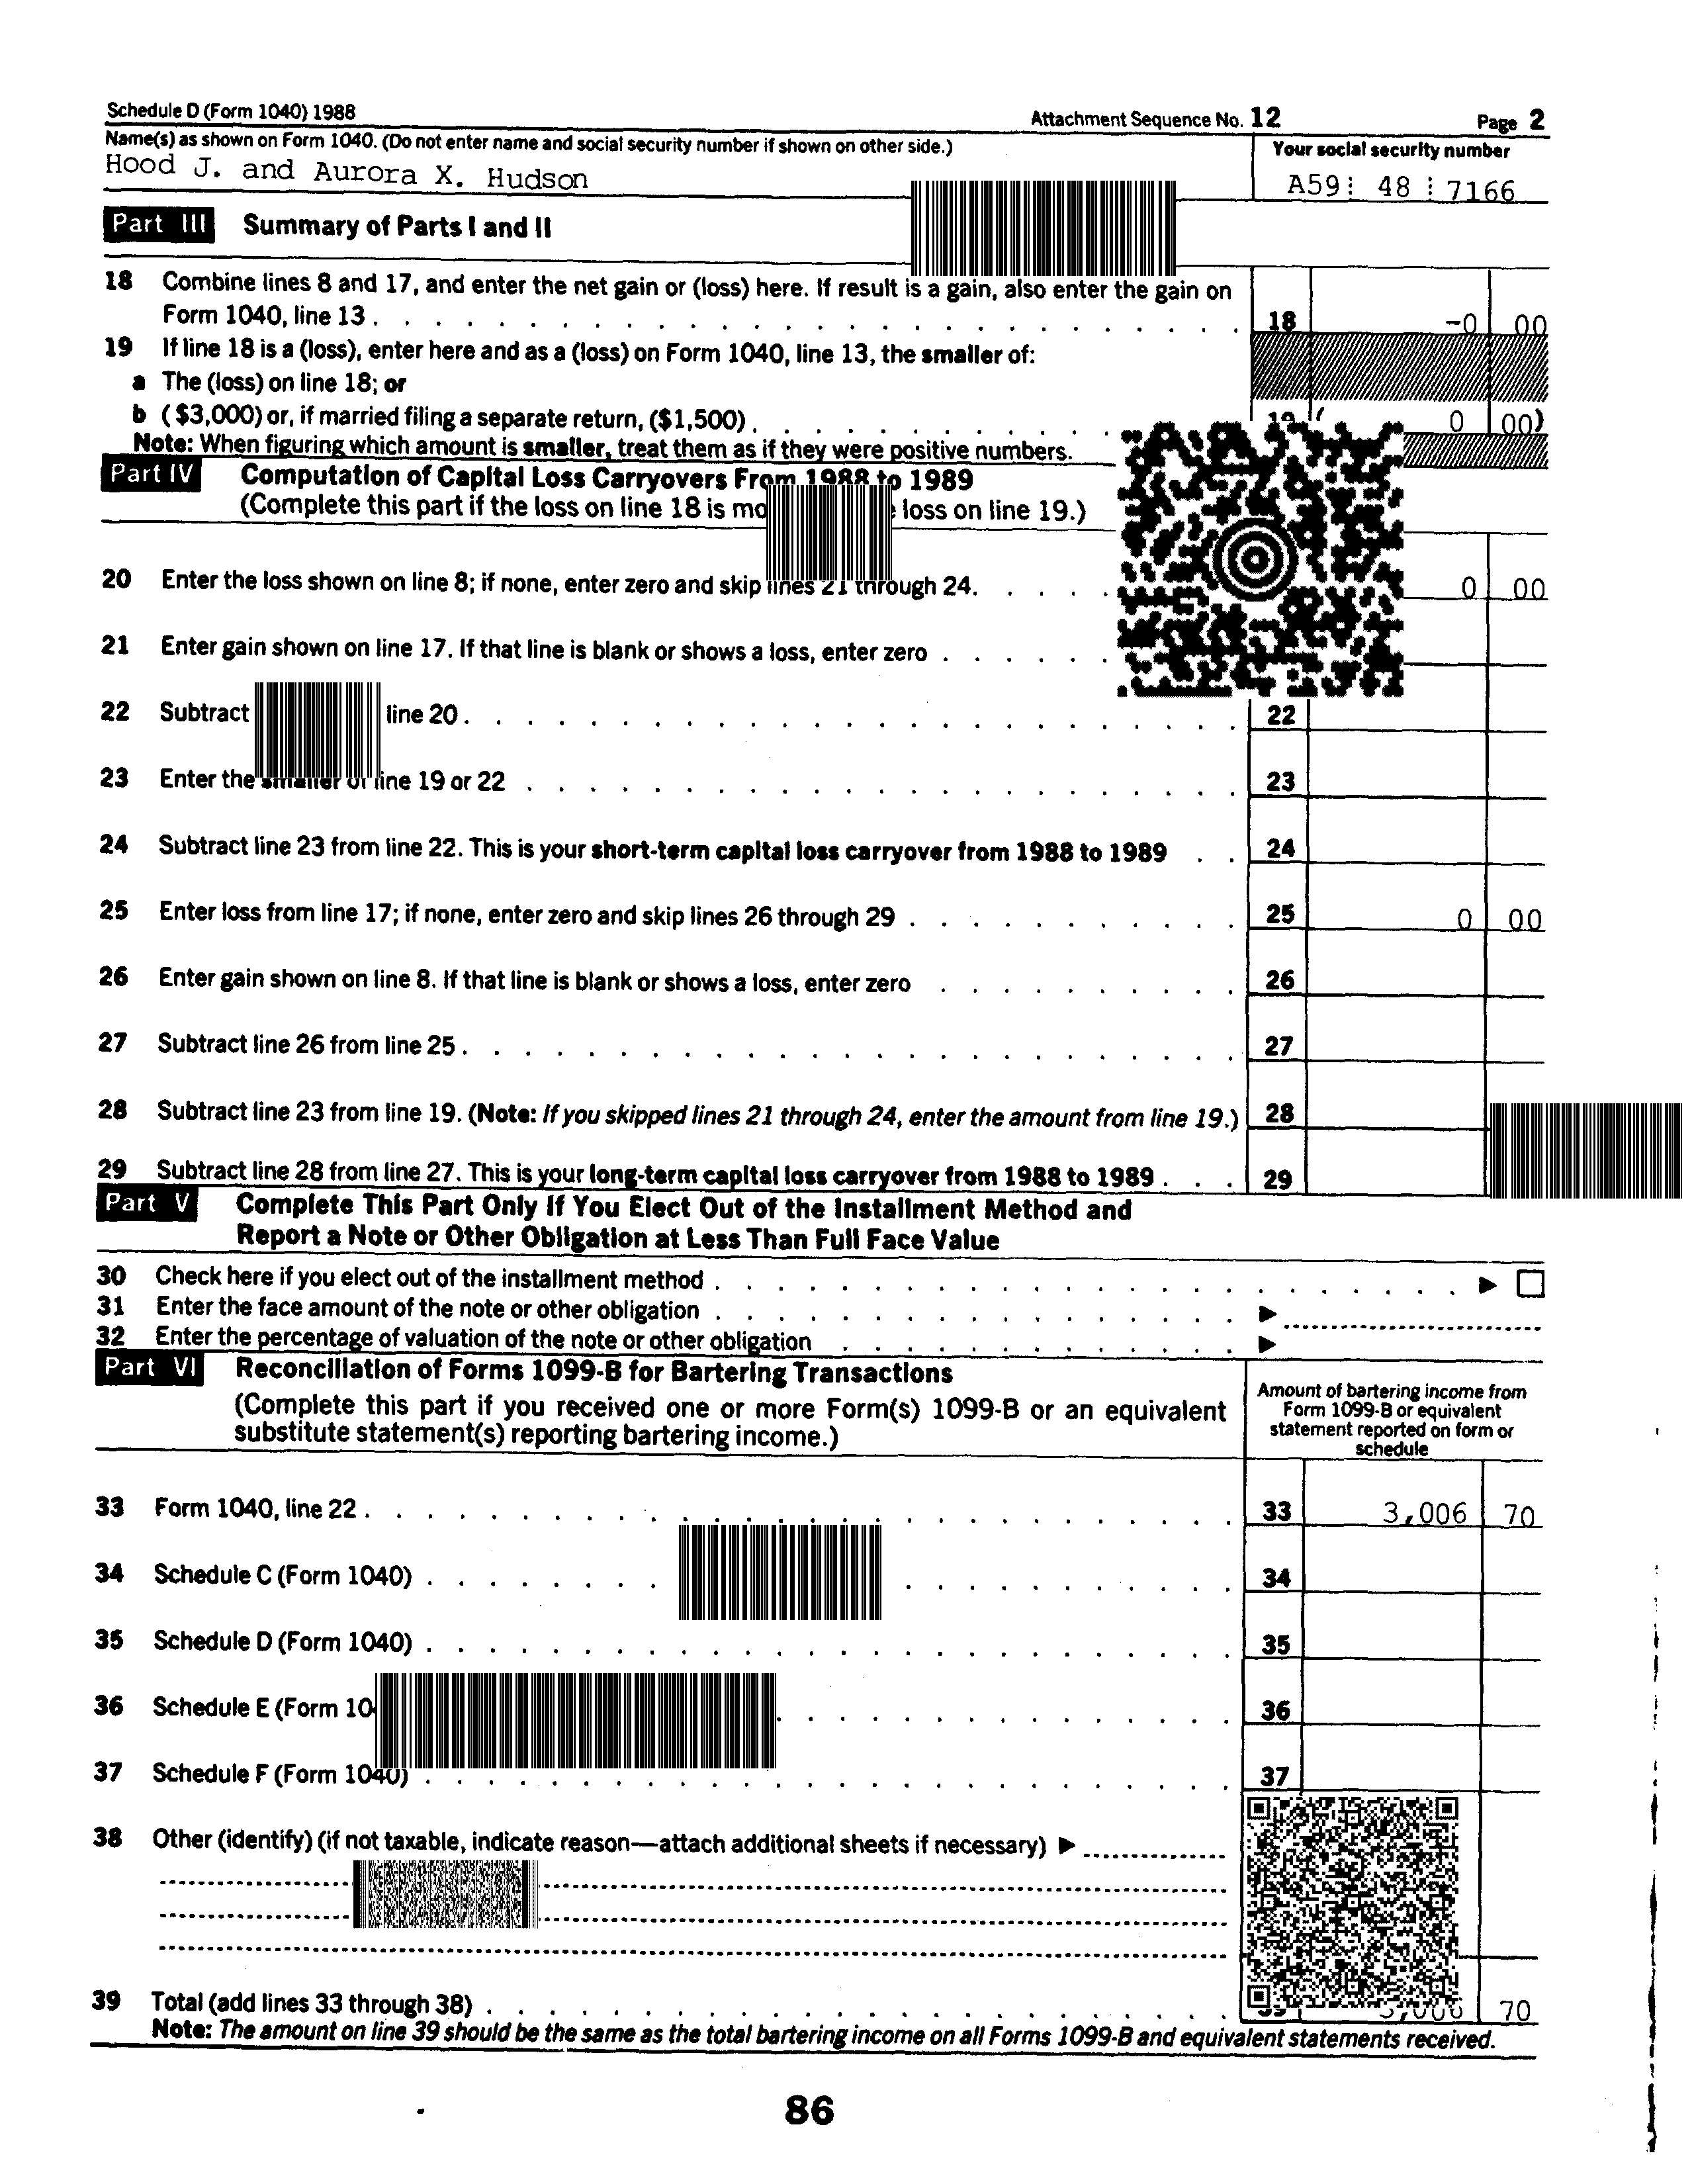 Schedule D (Form 1040) 1988 Attachment Sequence No. 12 Page 2
Name(s) as shown on Form 1040. (Do not enter name and social security number if shown on other side.) Your social security number
Hood J. and Aurora X. Hudson A59 48 7166
Part III Summary of Parts I and II
18 Combine lines 8 and 17, and enter the net gain or (loss) here. If result is a gain, also enter the gain on
Form 1040, line 13 . 18 -0 00
19 If line 18 is a (loss), enter here and as a (loss) on Form 1040, line 13, the smaller of:
a The (loss) on line 18; or
b ($3,000) or, if married filing a separate return, ($1,500) . 19 ( 0 00)
Note: When figuring which amount is smaller, treat them as if they were positive numbers.
Part IV Computation of Capital Loss Carryovers From 1988 to 1989
(Complete this part if the loss on line 18 is loss on line 19.)
20 Enter the loss shown on line 8; if none, enter zero and skip lines 21 through 24. 0 00
21 Enter gain shown on line 17. If that line is blank or shows a loss, enter zero
22 Subtract line 20 . 22
23 Enter the smaller of line 19 or 22 23
24 Subtract line 23 from line 22. This is your short-term capital loss carryover from 1988 to 1989 24
25 Enter loss from line 17; if none, enter zero and skip lines 26 through 29 25 0 00
26 Enter gain shown on line 8. If that line is blank or shows a loss, enter zero 26
27 Subtract line 26 from line 25 . 27
28 Subtract line 23 from line 19. (Note: If you skipped lines 21 through 24, enter the amount from line 19.) 28
29 Subtract line 28 from line 27. This is your long-term capital loss carryover from 1988 to 1989 . 29
Part V Complete This Part Only If You Elect Out of the Installment Method and
Report a Note or Other Obligation at Less Than Full Face Value
30 Check here if you elect out of the installment method . ▶ ☐
31 Enter the face amount of the note or other obligation . ▶
32 Enter the percentage of valuation of the note or other obligation ▶
Part VI Reconciliation of Forms 1099-B for Bartering Transactions
(Complete this part if you received one or more Form(s) 1099-B or an equivalent
substitute statement(s) reporting bartering income.)
Amount of bartering income from
Form 1099-B or equivalent
statement reported on form or
schedule
33 Form 1040, line 22 . 33 3,006 70
34 Schedule C (Form 1040) . 34
35 Schedule D (Form 1040) . 35
36 Schedule E (Form 36
37 Schedule F (Form 1040) . 37
38 Other (identify) (if not taxable, indicate reason—attach additional sheets if necessary) ▶
39 Total (add lines 33 through 38) . 70
Note: The amount on line 39 should be the same as the total bartering income on all Forms 1099-B and equivalent statements received.
86